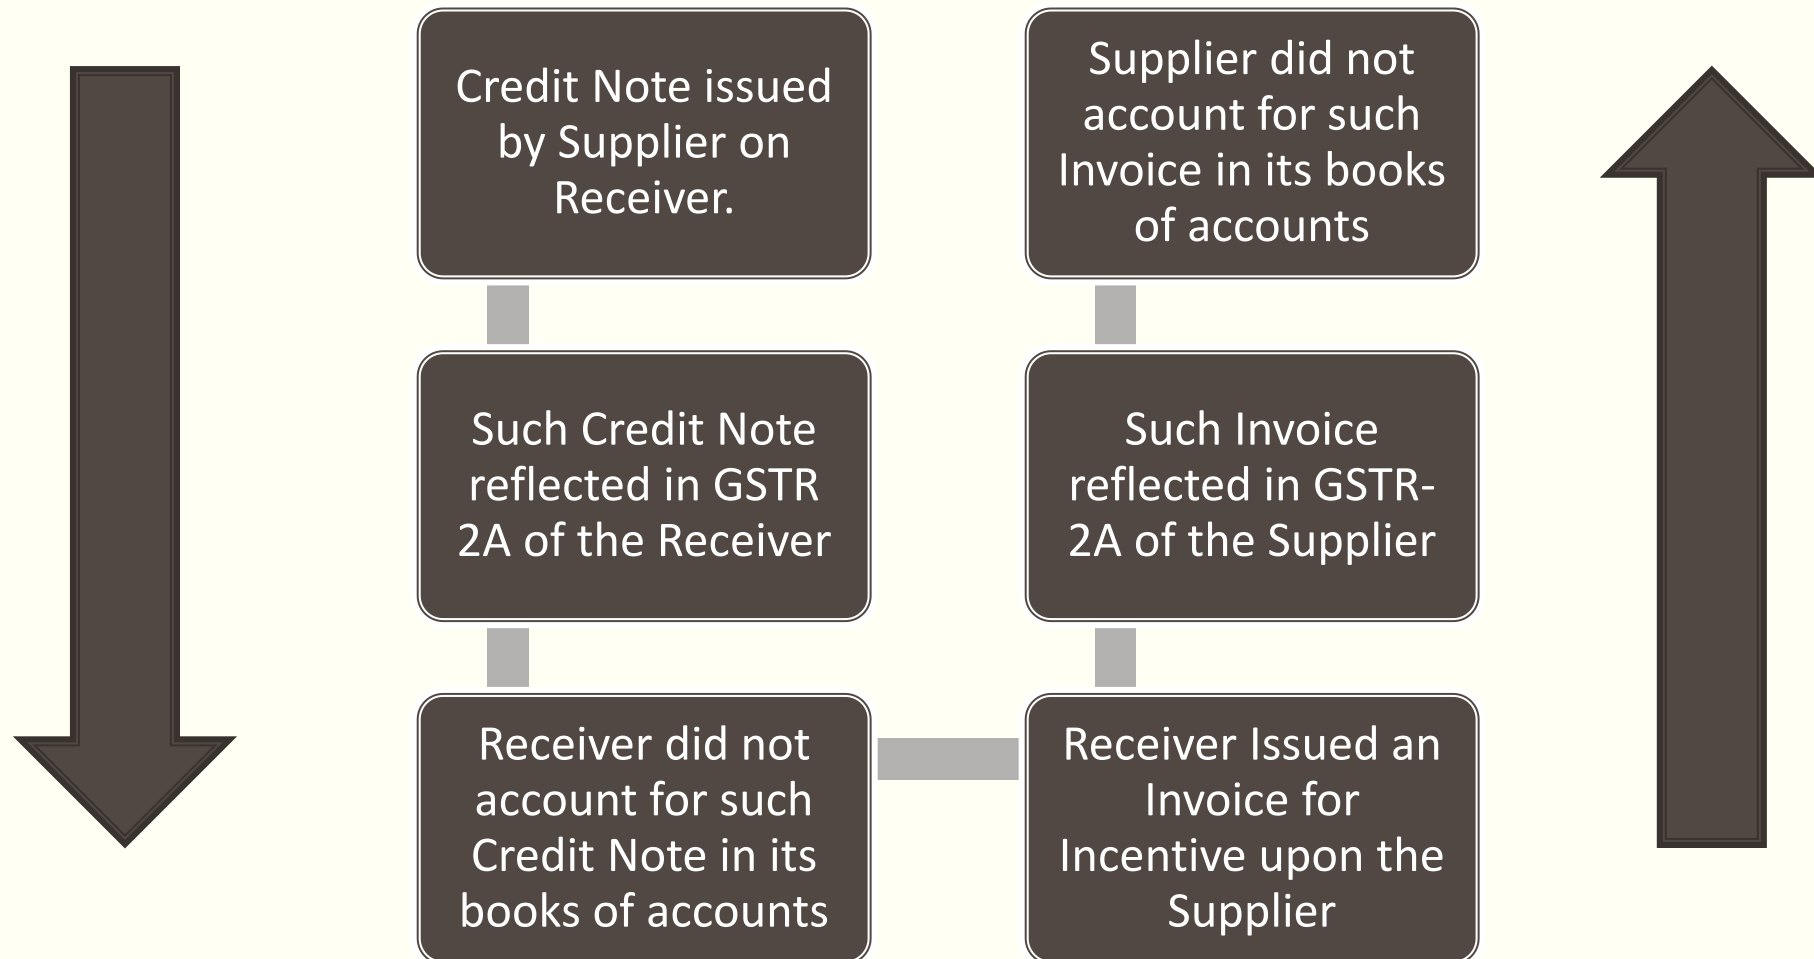 Credit Note issued
by Supplier on
Receiver.
Such Credit Note
reflected in GSTR
2A of the Receiver
Receiver did not
account for such
Credit Note in its
books of accounts
Receiver Issued an
Invoice for
Incentive upon the
Supplier
Such Invoice
reflected in GSTR-
2A of the Supplier
Supplier did not
account for such
Invoice in its books
of accounts